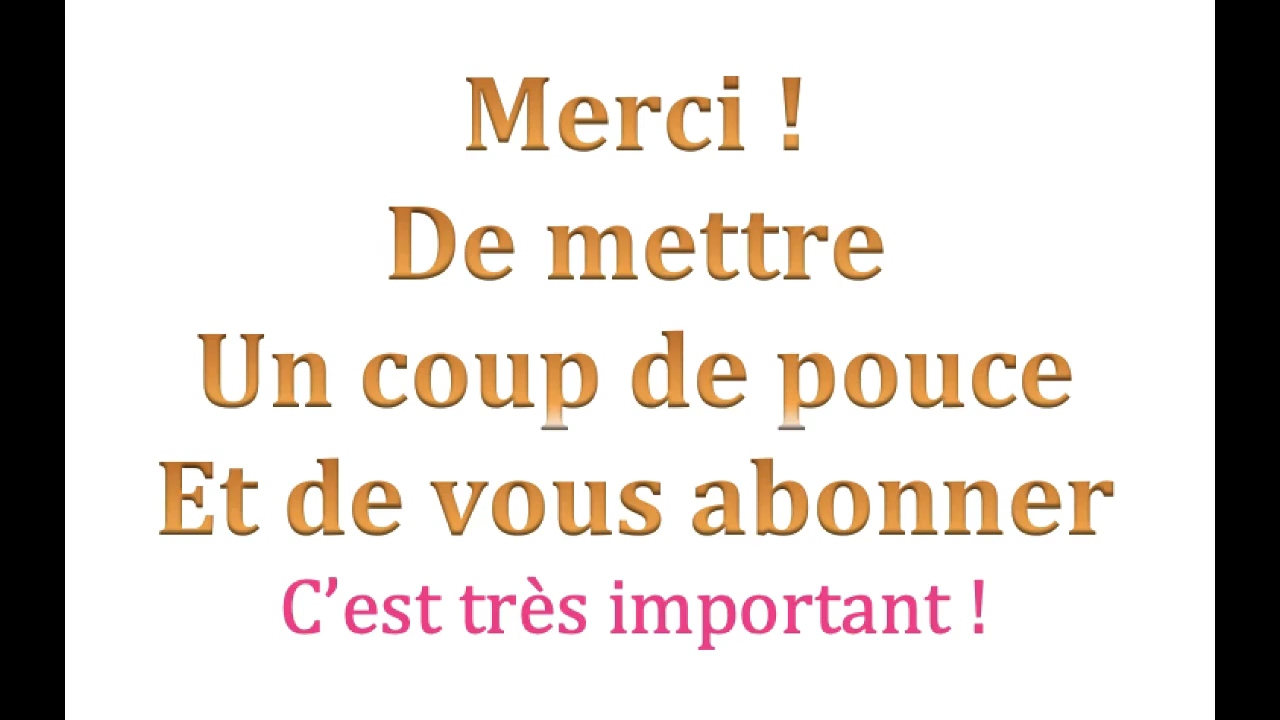 Merci !
De mettre
Un coup de pouce
Et de vous abonner
C’est très important !